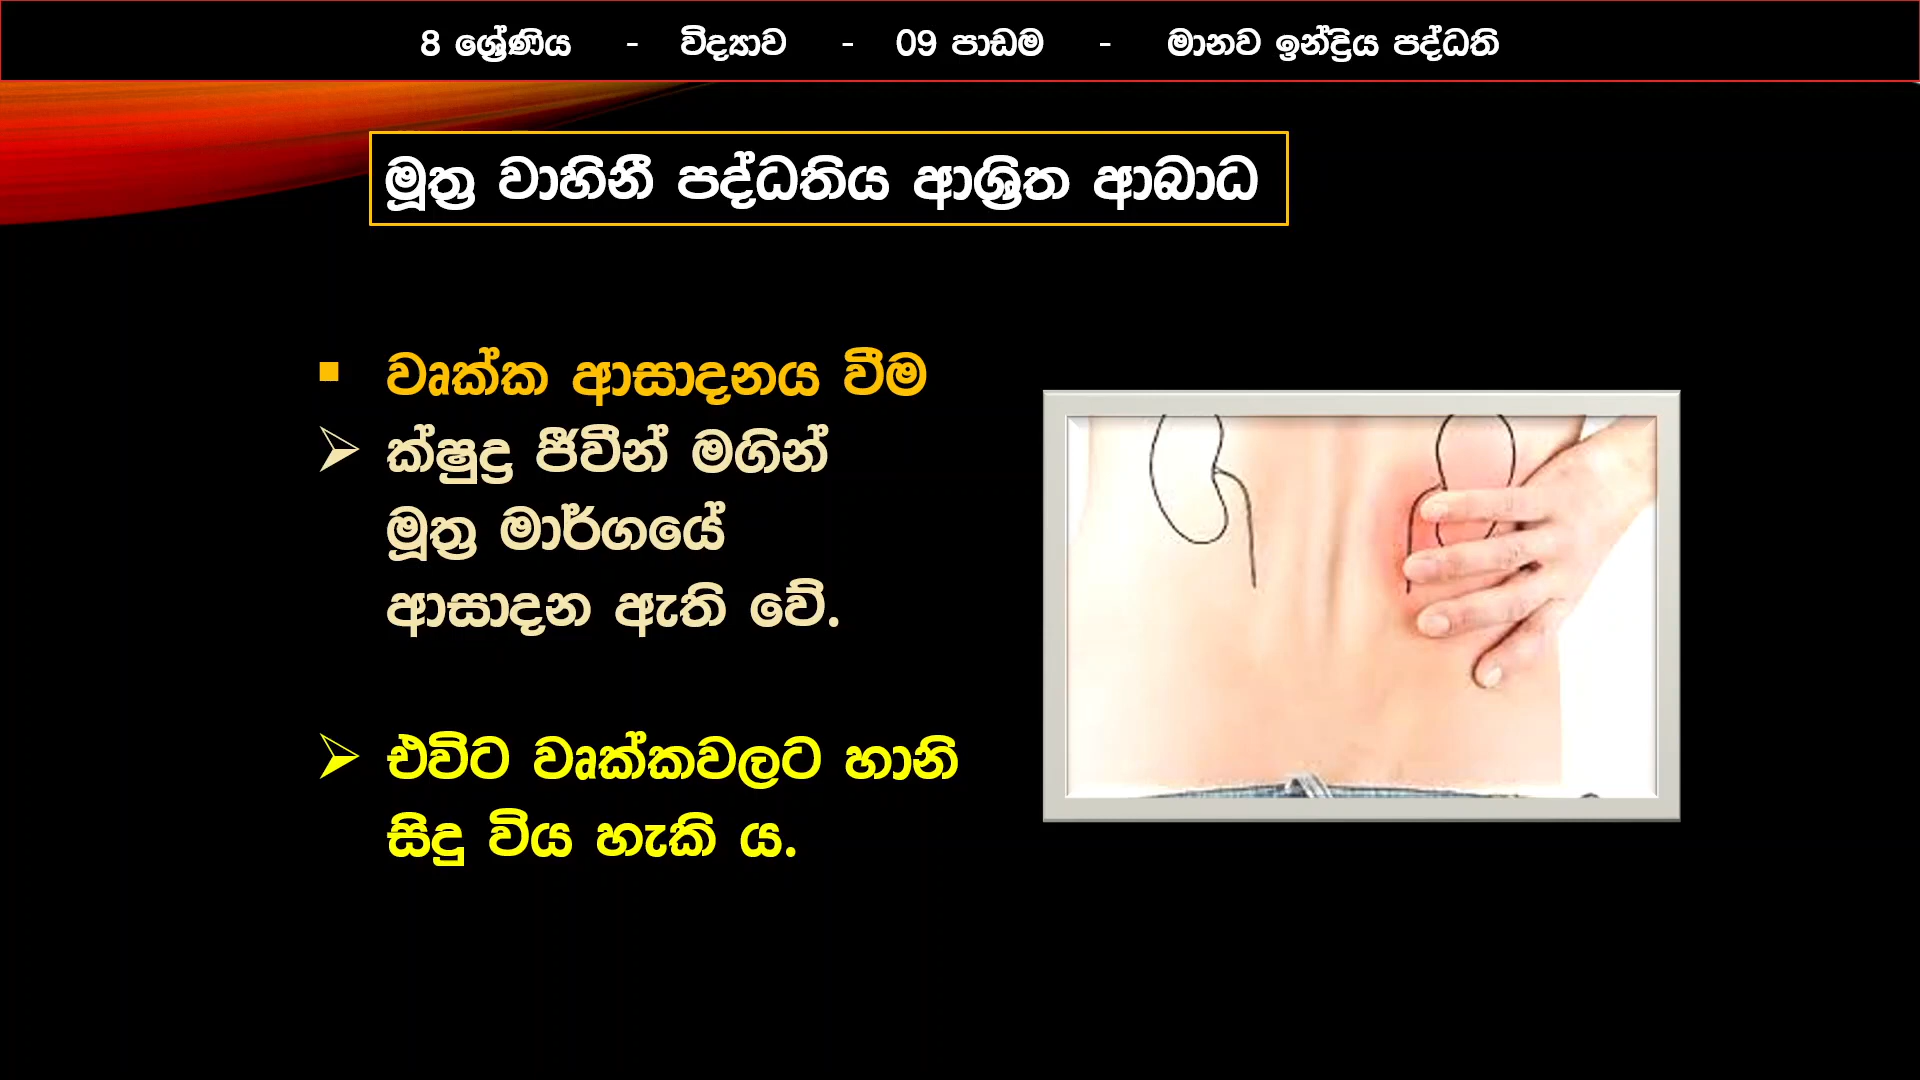 8 ශ්‍රේණිය - විද්‍යාව - 09 පාඩම - මානව ඉන්ද්‍රිය පද්ධති
මූත්‍ර වාහිනී පද්ධතිය ආශ්‍රිත ආබාධ
▪ වෘක්ක ආසාදනය වීම
➢ ක්ෂුද්‍ර ජීවීන් මගින්
මූත්‍ර මාර්ගයේ
ආසාදන ඇති වේ.
➢ එවිට වෘක්කවලට හානි
සිදු විය හැකි ය.